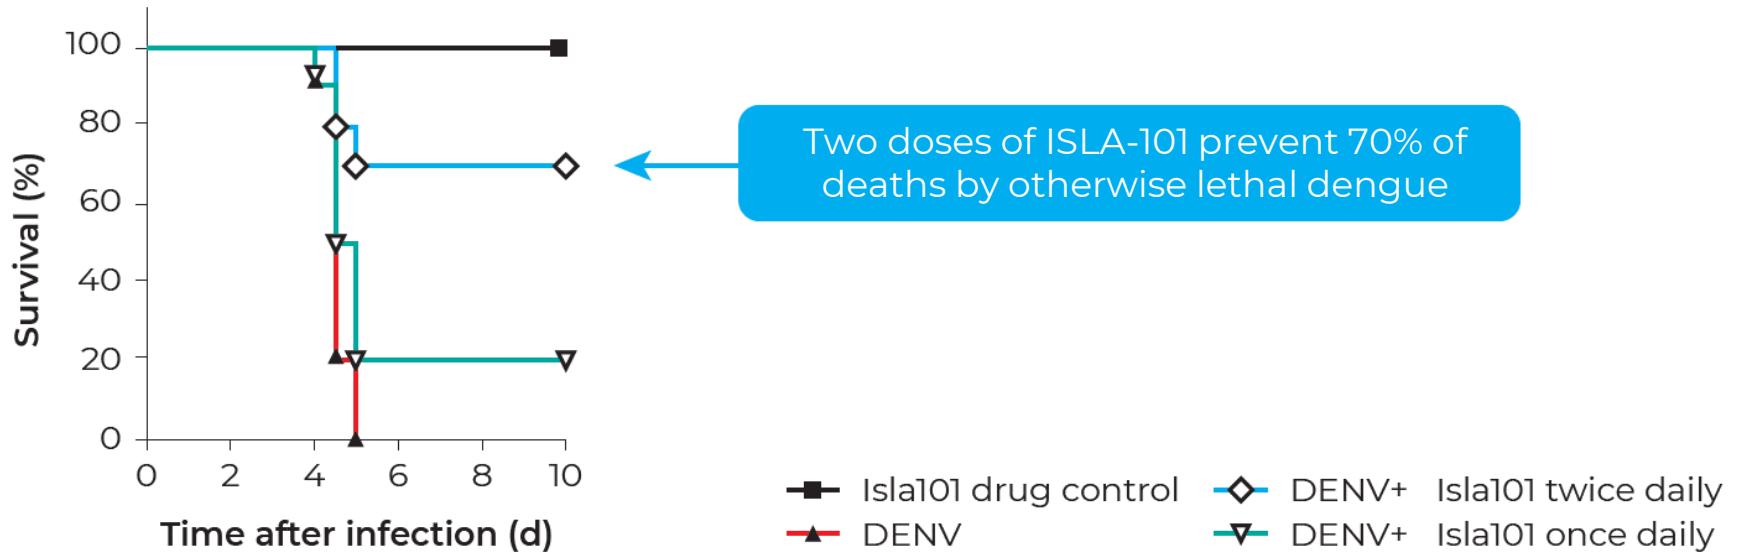 100
80
60
40
20
0
Survival (%)
0 2 4 6 8 10
Time after infection (d)
Two doses of ISLA-101 prevent 70% of
deaths by otherwise lethal dengue
Isla101 drug control
DENV
DENV+ Isla101 twice daily
DENV+ Isla101 once daily